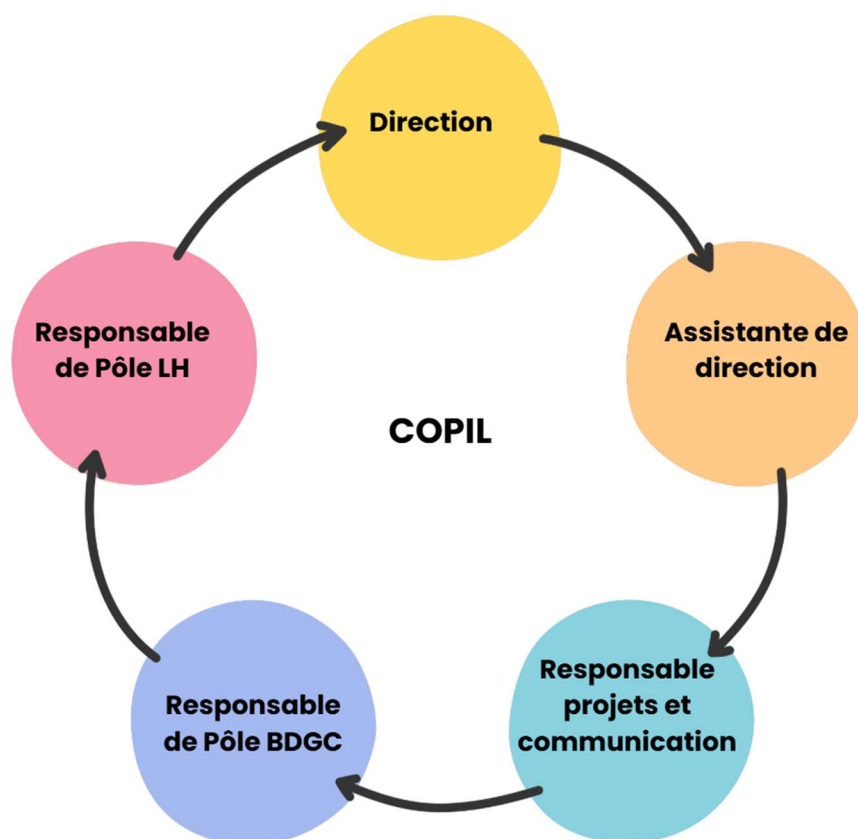 Direction
Assistante de
direction
Responsable
projets et
communication
Responsable
de Pôle BDGC
Responsable
de Pôle LH
COPIL